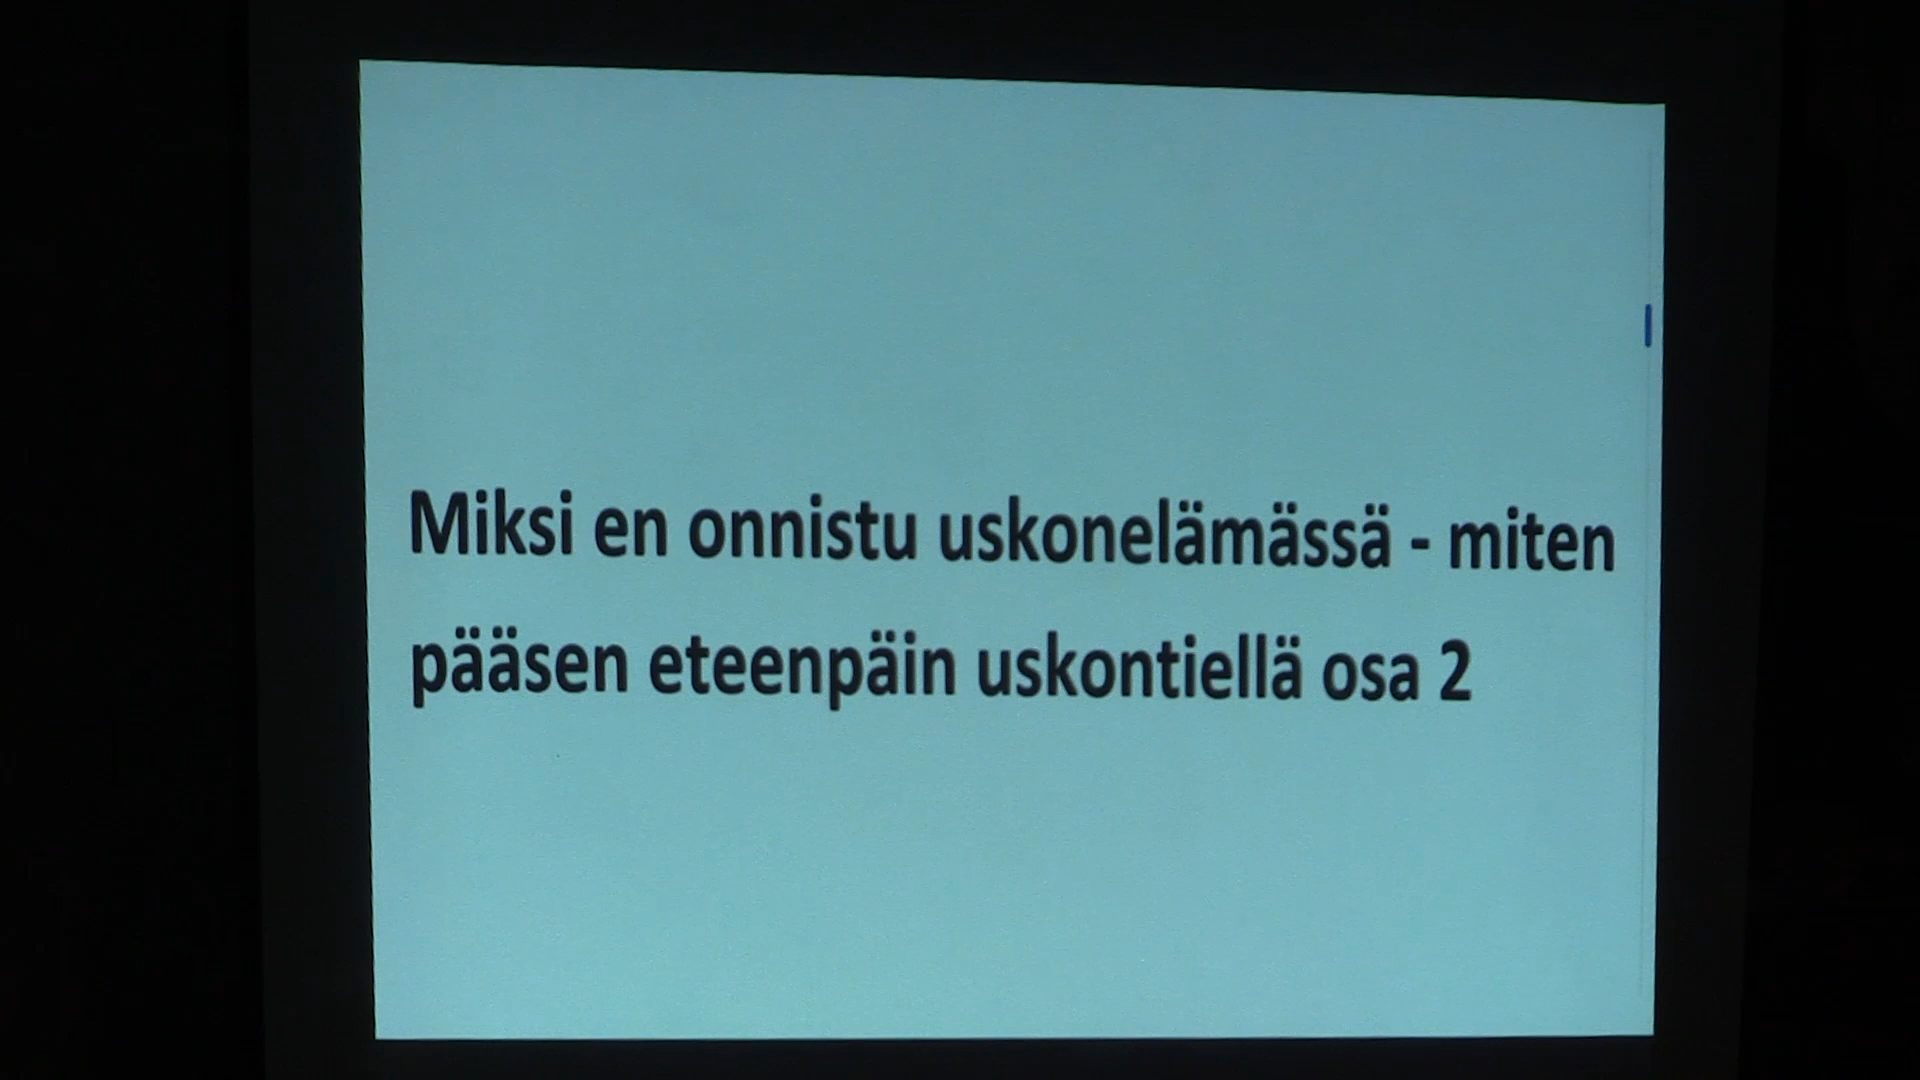 Miksi en onnistu uskonelämässä - miten
pääsen eteenpäin uskontiellä osa 2